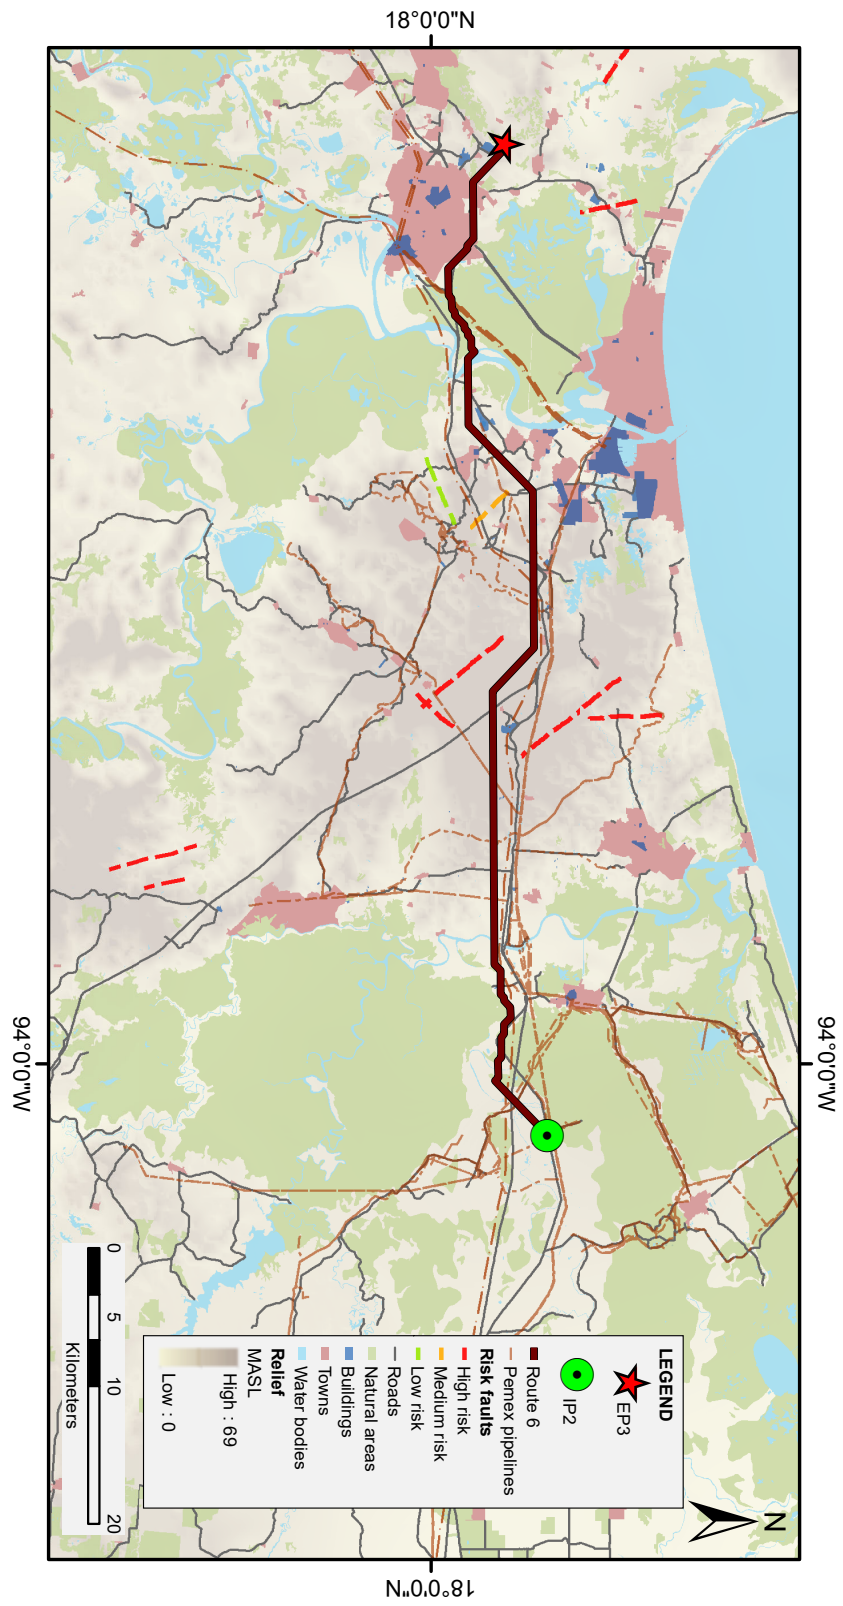 18°0'0"N
94°0'0"W
94°0'0"W
18°0'0"N
N
LEGEND
EP3
IP2
Route 6
Pemex pipelines
Risk faults
High risk
Medium risk
Low risk
Roads
Natural areas
Buildings
Towns
Water bodies
Relief
MASL
High : 69
Low : 0
0 5 10 20
Kilometers